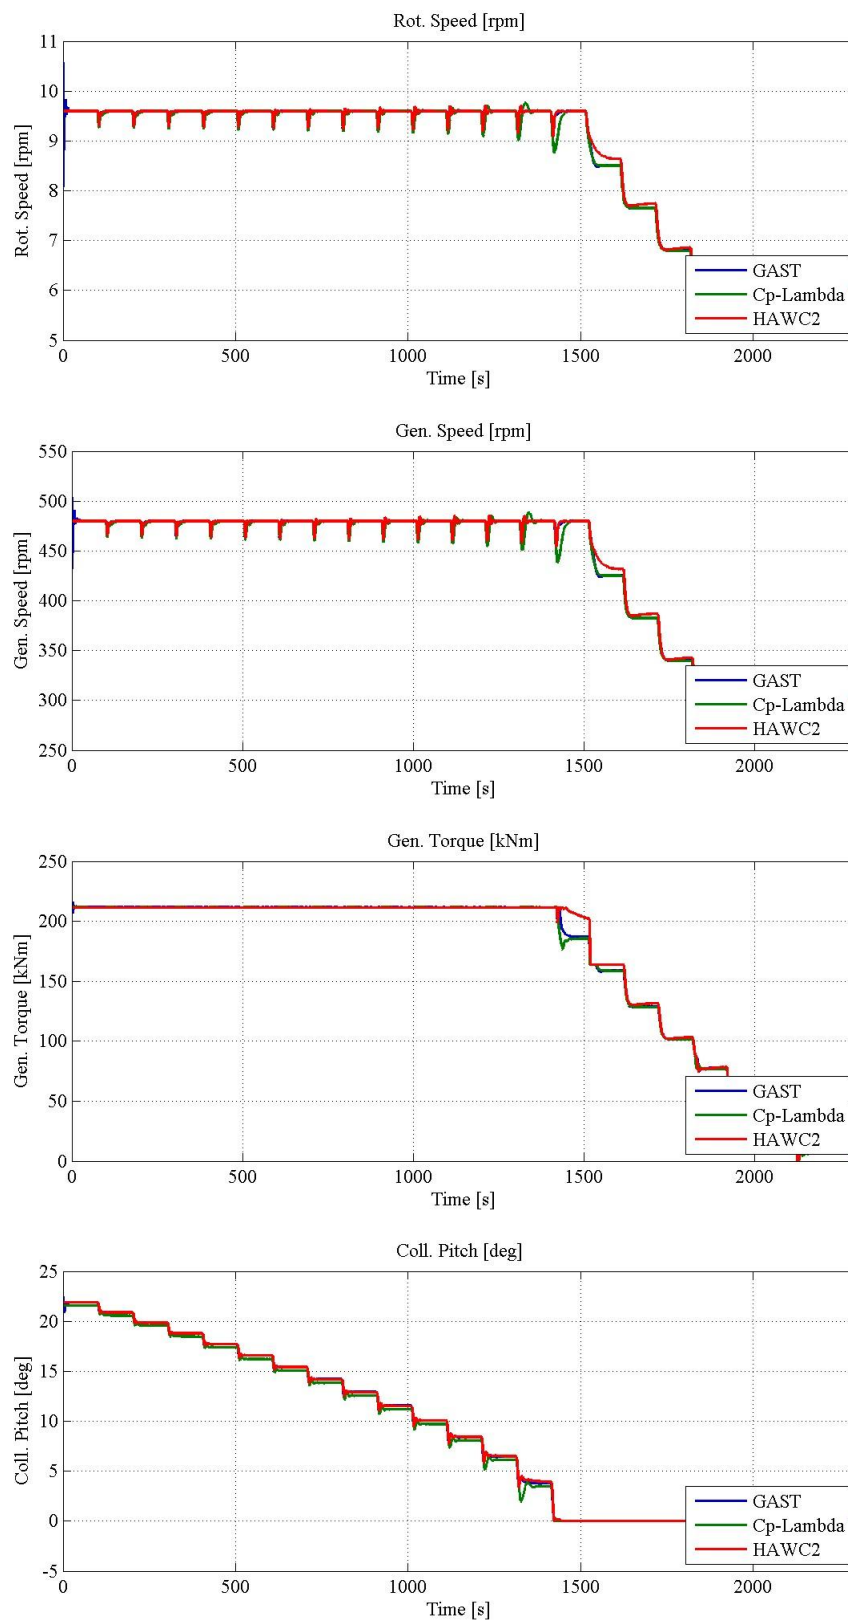 Rot. Speed [rpm]
11
10
9
8
7
6
5
Rot. Speed [rpm]
GAST
Cp-Lambda
HAWC2
0 500 1000 1500 2000
Time [s]
Gen. Speed [rpm]
550
500
450
400
350
300
250
Gen. Speed [rpm]
GAST
Cp-Lambda
HAWC2
0 500 1000 1500 2000
Time [s]
Gen. Torque [kNm]
250
200
150
100
50
0
Gen. Torque [kNm]
GAST
Cp-Lambda
HAWC2
0 500 1000 1500 2000
Time [s]
Coll. Pitch [deg]
25
20
15
10
5
0
-5
Coll. Pitch [deg]
GAST
Cp-Lambda
HAWC2
0 500 1000 1500 2000
Time [s]